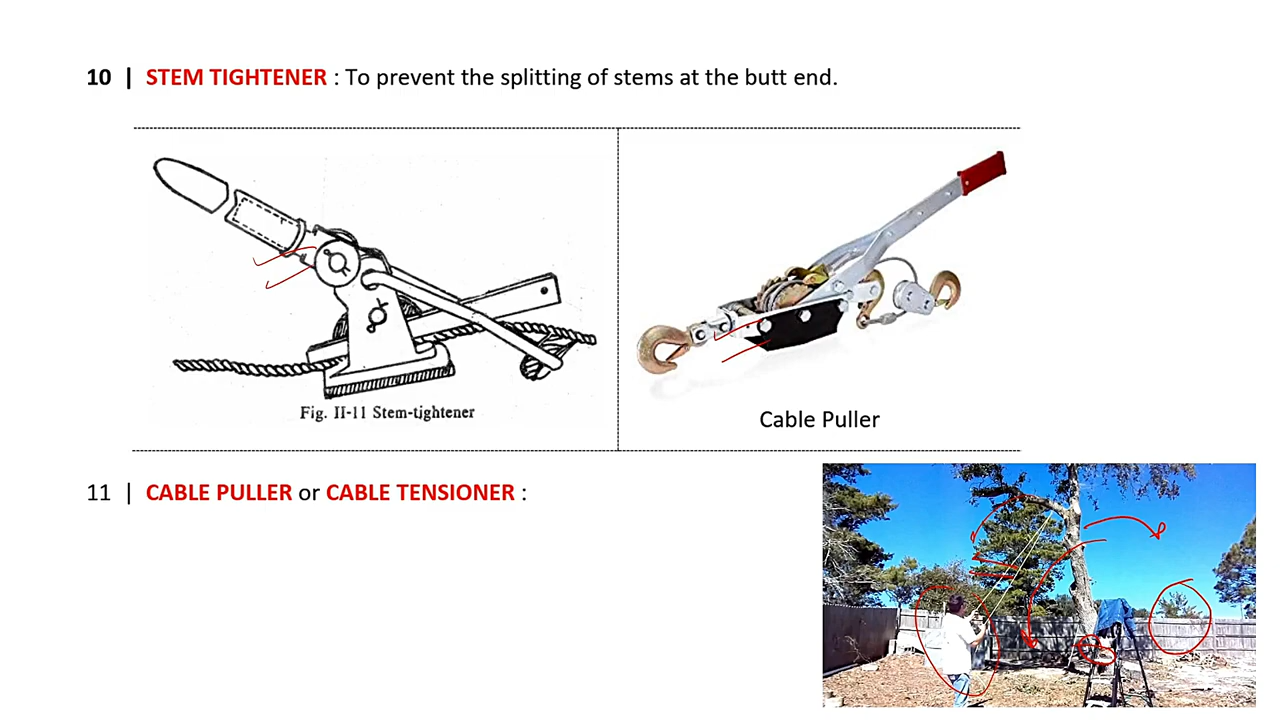 10 | STEM TIGHTENER : To prevent the splitting of stems at the butt end.
Fig. II-11 Stem-tightener
Cable Puller
11 | CABLE PULLER or CABLE TENSIONER :